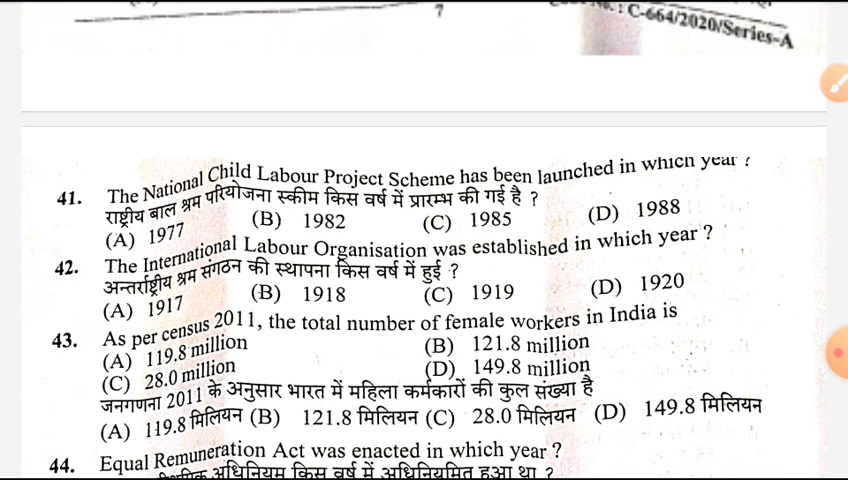 7
C-664/2020/Series-A
41. The National Child Labour Project Scheme has been launched in which year ?
राष्ट्रीय बाल श्रम परियोजना स्कीम किस वर्ष में प्रारम्भ की गई है ?
(A) 1977 (B) 1982 (C) 1985 (D) 1988
42. The International Labour Organisation was established in which year ?
अन्तर्राष्ट्रीय श्रम संगठन की स्थापना किस वर्ष में हुई ?
(A) 1917 (B) 1918 (C) 1919 (D) 1920
43. As per census 2011, the total number of female workers in India is
(A) 119.8 million (B) 121.8 million
(C) 28.0 million (D) 149.8 million
जनगणना 2011 के अनुसार भारत में महिला कर्मकारों की कुल संख्या है
(A) 119.8 मिलियन (B) 121.8 मिलियन (C) 28.0 मिलियन (D) 149.8 मिलियन
44. Equal Remuneration Act was enacted in which year ?
अधिनियम किस वर्ष में अधिनियमित हुआ था ?